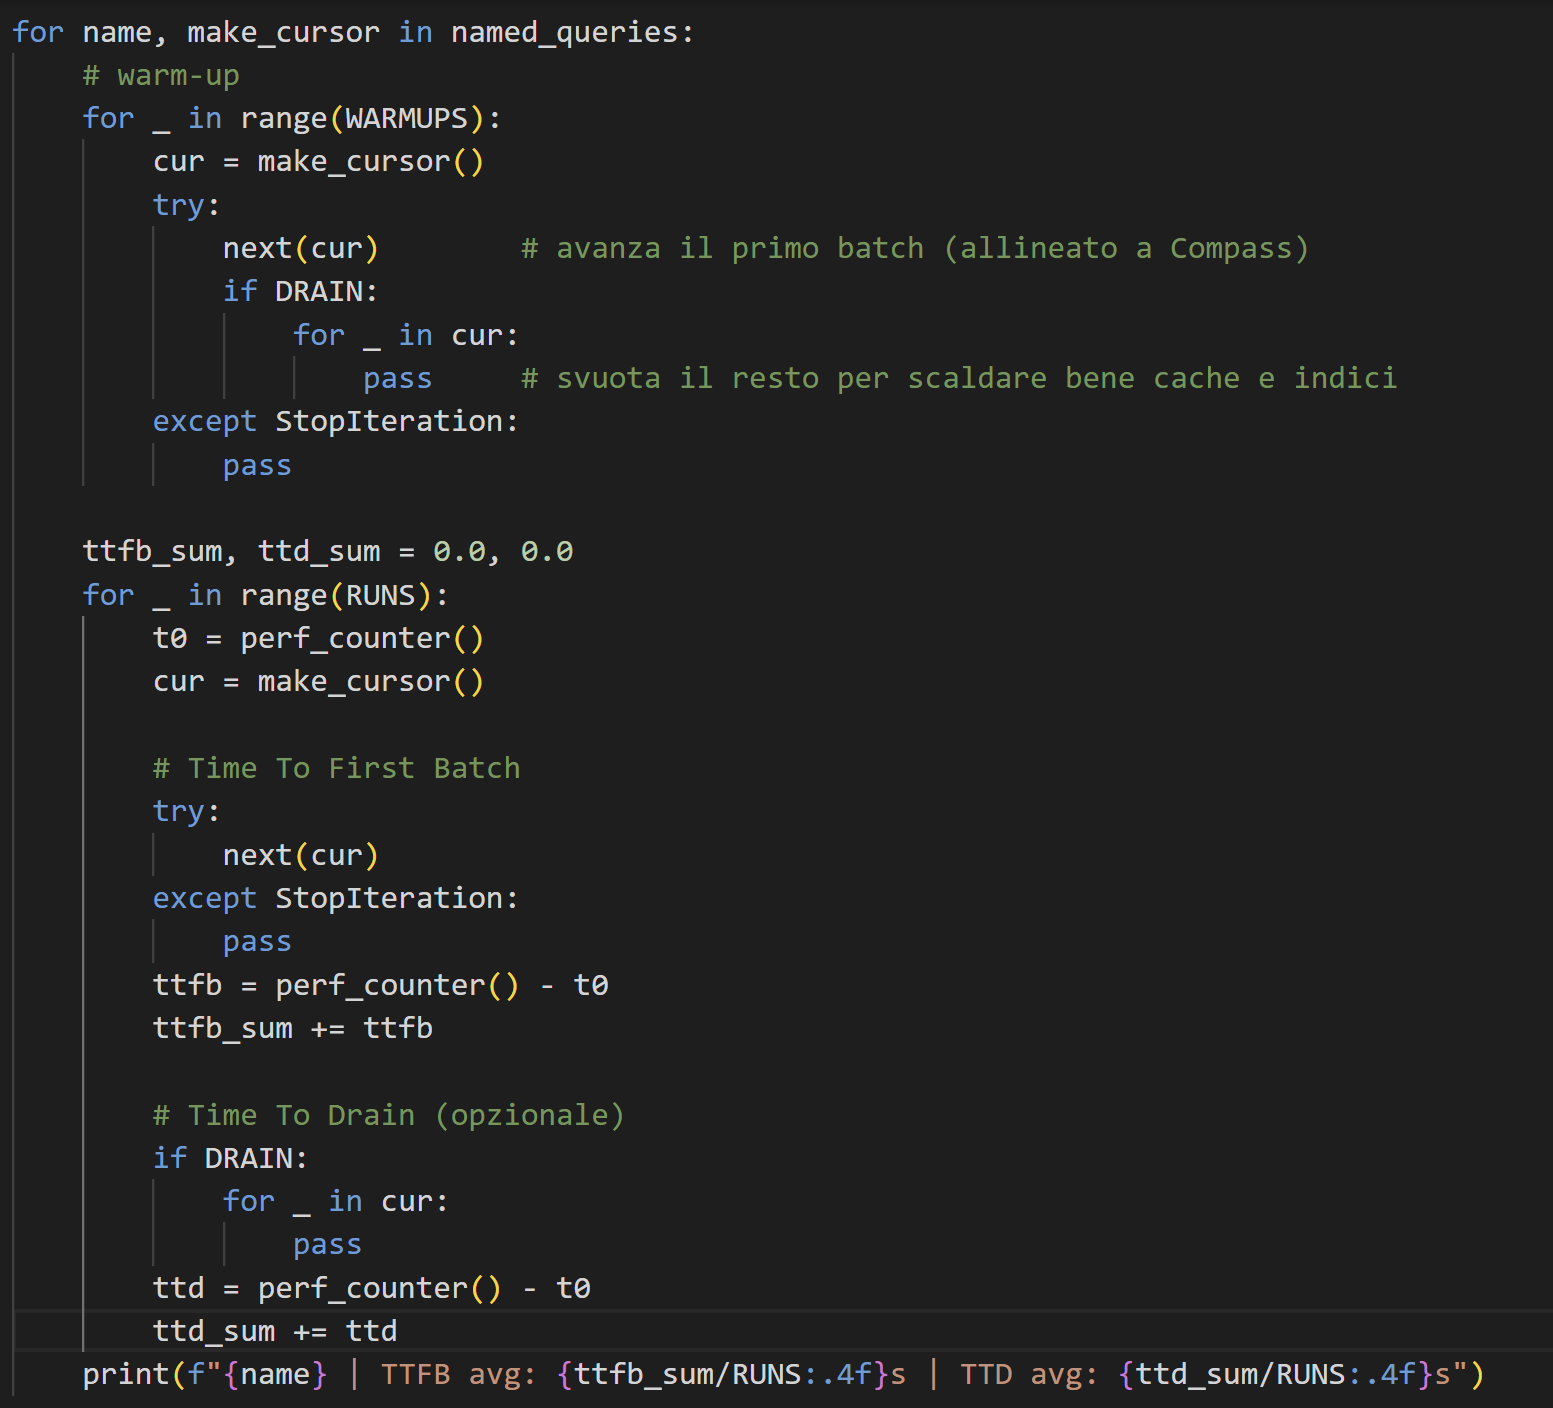 for name, make_cursor in named_queries:
    # warm-up
    for _ in range(WARMUPS):
        cur = make_cursor()
        try:
            next(cur)        # avanza il primo batch (allineato a Compass)
            if DRAIN:
                for _ in cur:
                    pass     # svuota il resto per scaldare bene cache e indici
        except StopIteration:
            pass

    ttfb_sum, ttd_sum = 0.0, 0.0
    for _ in range(RUNS):
        t0 = perf_counter()
        cur = make_cursor()

        # Time To First Batch
        try:
            next(cur)
        except StopIteration:
            pass
        ttfb = perf_counter() - t0
        ttfb_sum += ttfb

        # Time To Drain (opzionale)
        if DRAIN:
            for _ in cur:
                pass
        ttd = perf_counter() - t0
        ttd_sum += ttd
    print(f"{name} | TTFB avg: {ttfb_sum/RUNS:.4f}s | TTD avg: {ttd_sum/RUNS:.4f}s")